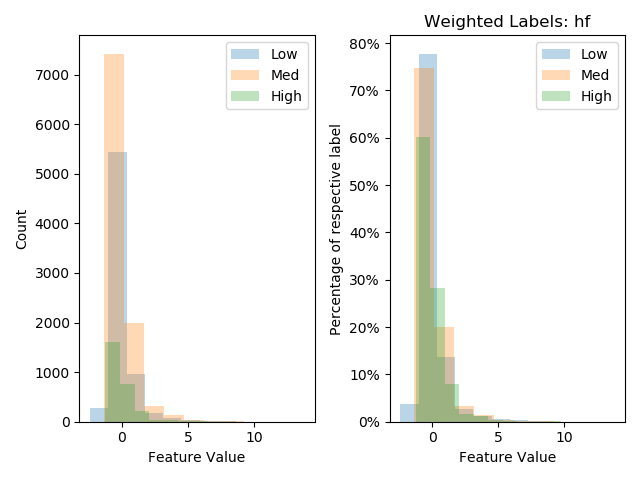 Weighted Labels: hf
Count
7000
6000
5000
4000
3000
2000
1000
0
0
5
10
Feature Value
Low
Med
High
Percentage of respective label
80%
70%
60%
50%
40%
30%
20%
10%
0%
0
5
10
Feature Value
Low
Med
High